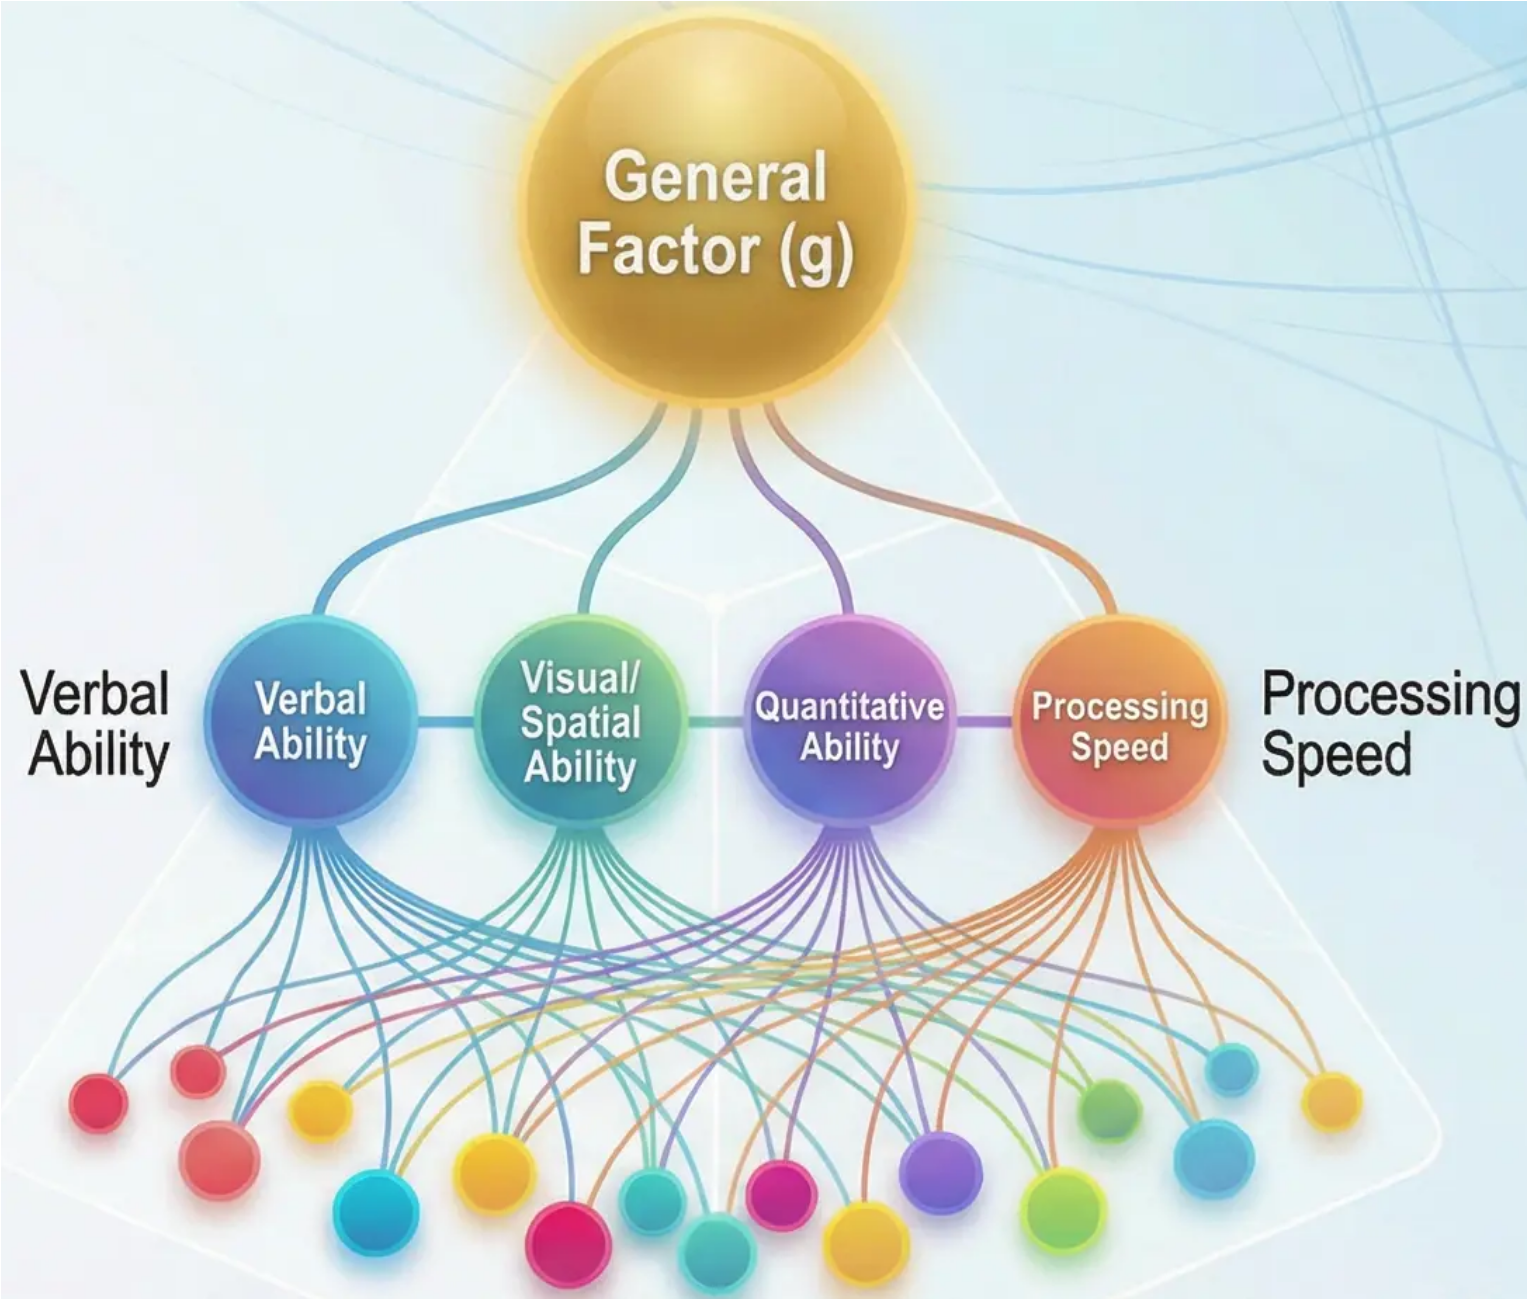 General
Factor (g)
Verbal
Ability
Verbal
Ability
Visual/
Spatial
Ability
Quantitative
Ability
Processing
Speed
Processing
Speed